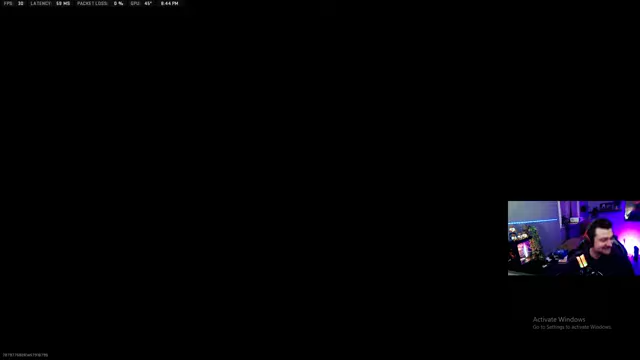 FPS: 30 LATENCY: 59 MS PACKET LOSS: 0 % GPU: 45° 8:44 PM
Activate Windows
Go to Settings to activate Windows.